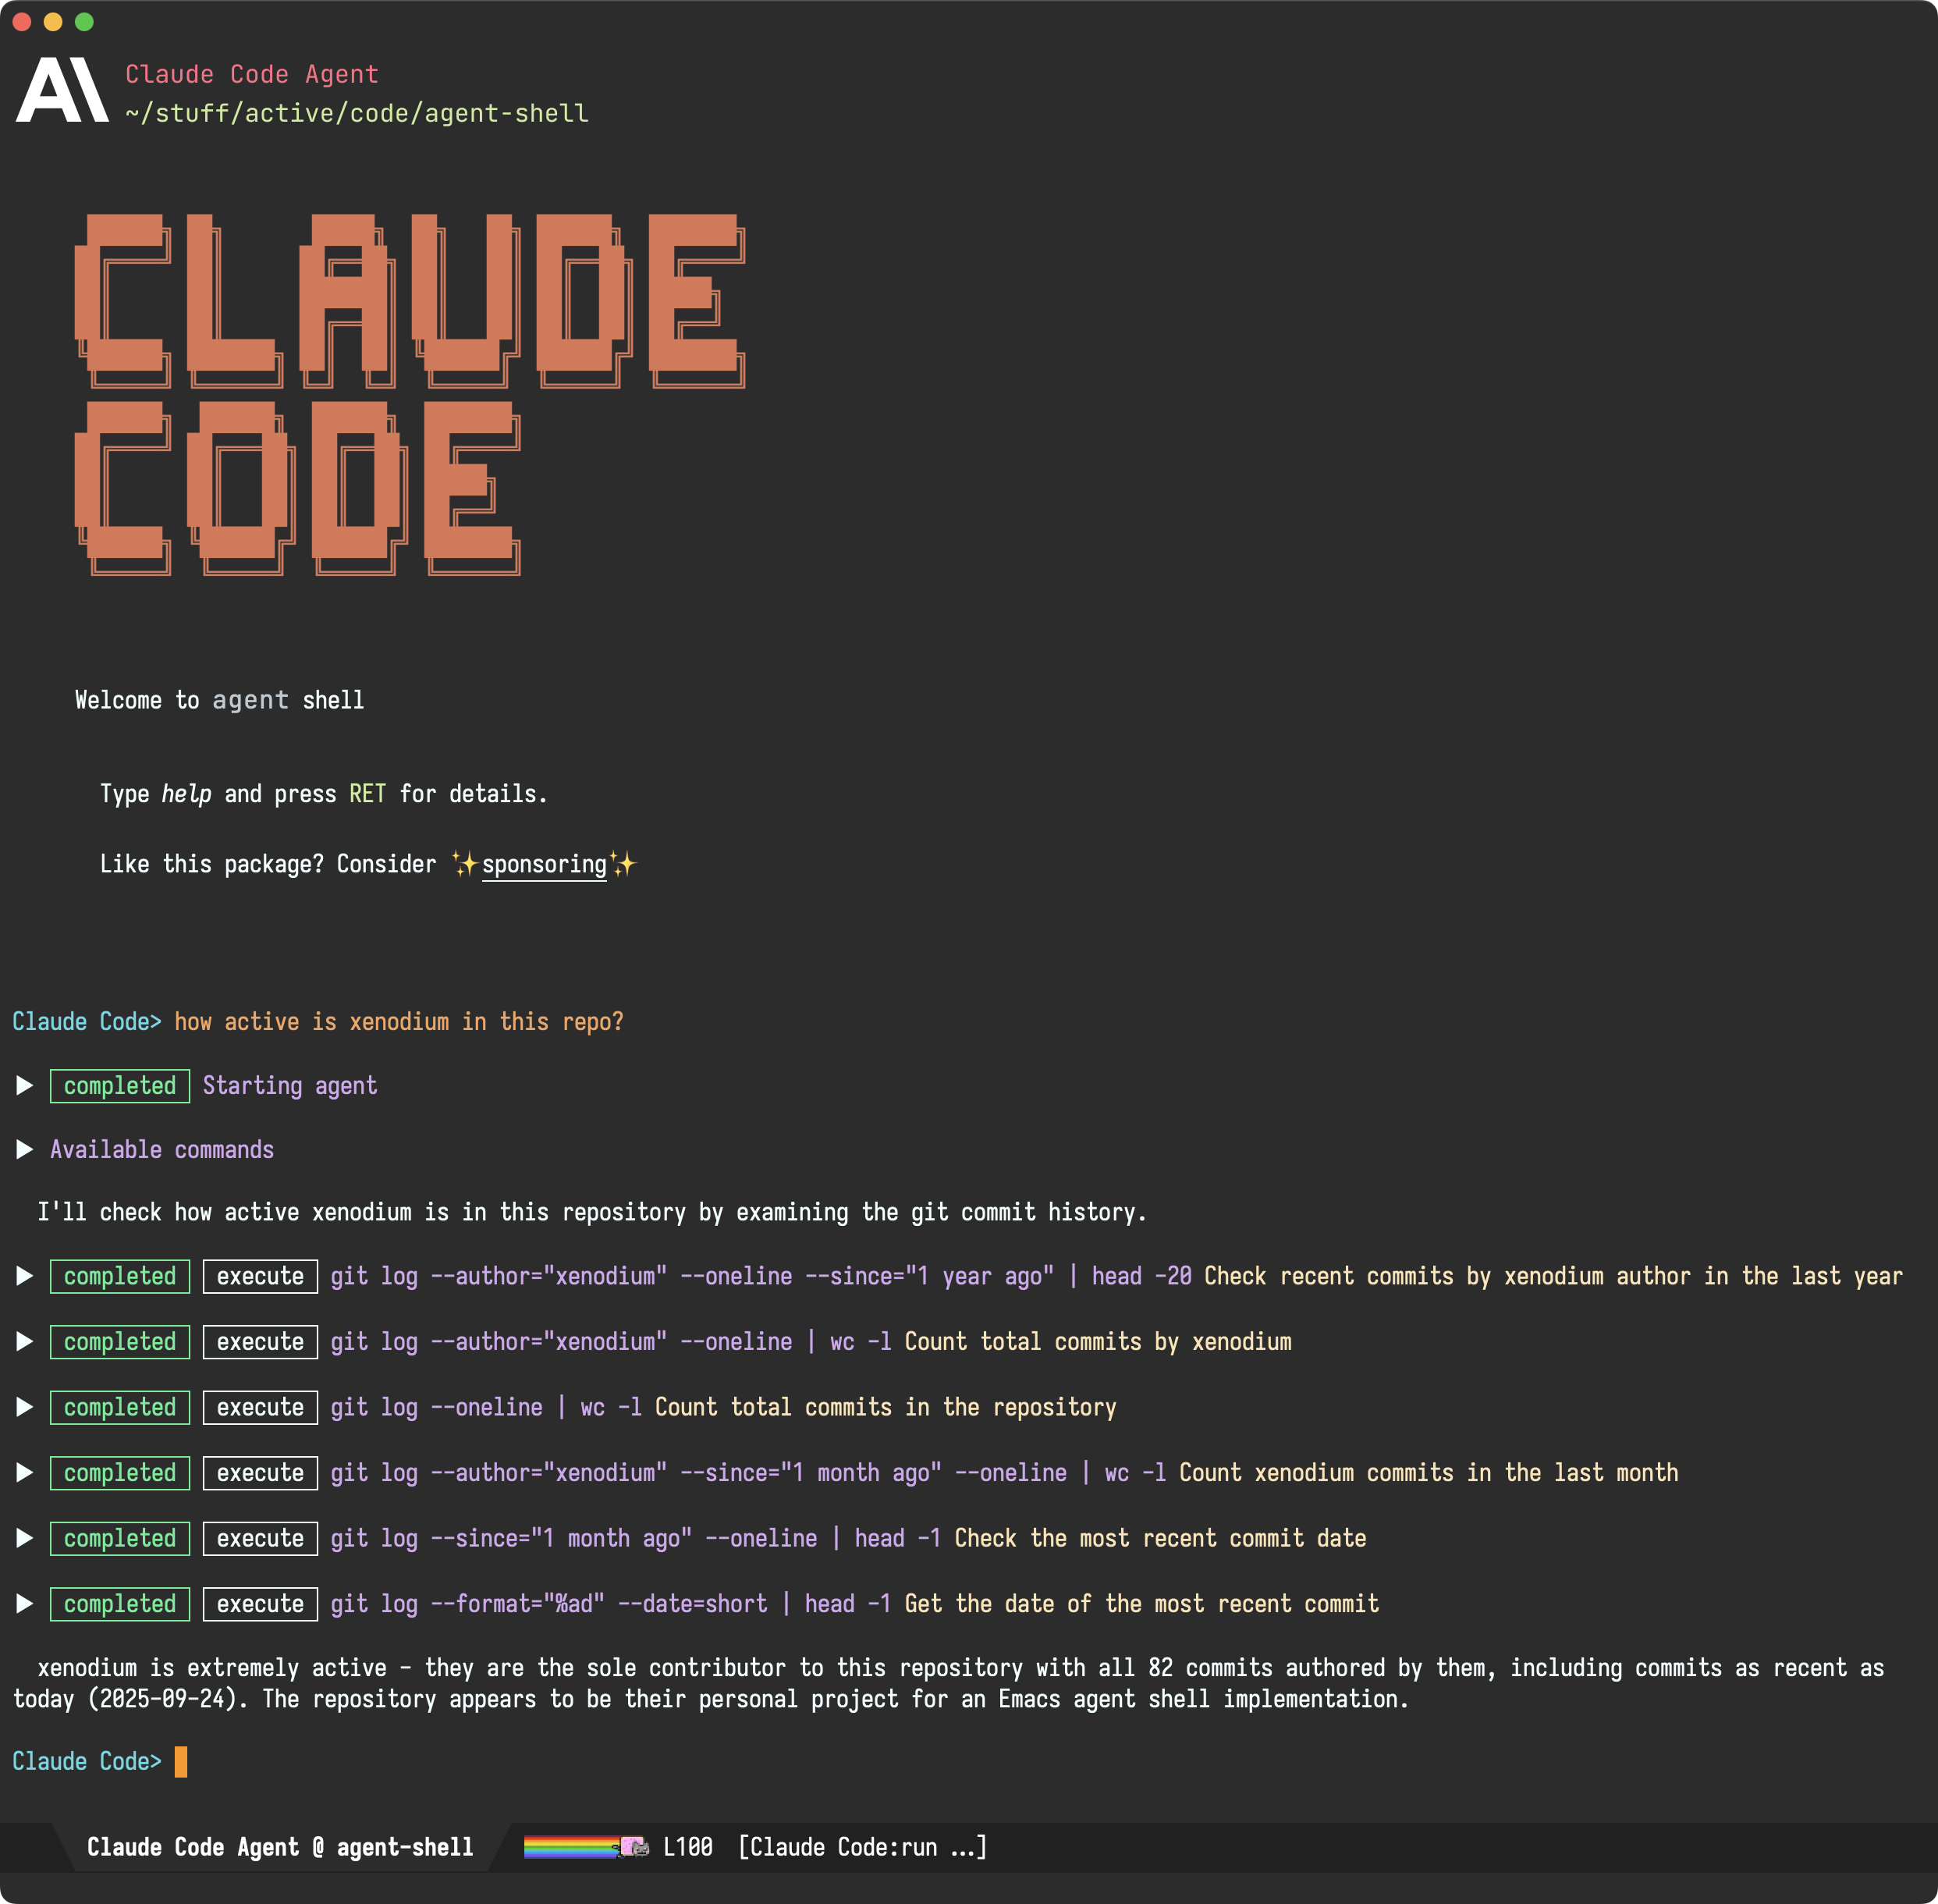 Claude Code Agent
~/stuff/active/code/agent-shell
CLAUDE
CODE
Welcome to agent shell
Type help and press RET for details.
Like this package? Consider ✨sponsoring✨
Claude Code> how active is xenodium in this repo?
▶ completed Starting agent
▶ Available commands
I'll check how active xenodium is in this repository by examining the git commit history.
▶ completed execute git log --author="xenodium" --oneline --since="1 year ago" | head -20 Check recent commits by xenodium author in the last year
▶ completed execute git log --author="xenodium" --oneline | wc -l Count total commits by xenodium
▶ completed execute git log --oneline | wc -l Count total commits in the repository
▶ completed execute git log --author="xenodium" --since="1 month ago" --oneline | wc -l Count xenodium commits in the last month
▶ completed execute git log --since="1 month ago" --oneline | head -1 Check the most recent commit date
▶ completed execute git log --format="%ad" --date=short | head -1 Get the date of the most recent commit
xenodium is extremely active - they are the sole contributor to this repository with all 82 commits authored by them, including commits as recent as
today (2025-09-24). The repository appears to be their personal project for an Emacs agent shell implementation.
Claude Code>
Claude Code Agent @ agent-shell L100 [Claude Code:run ...]